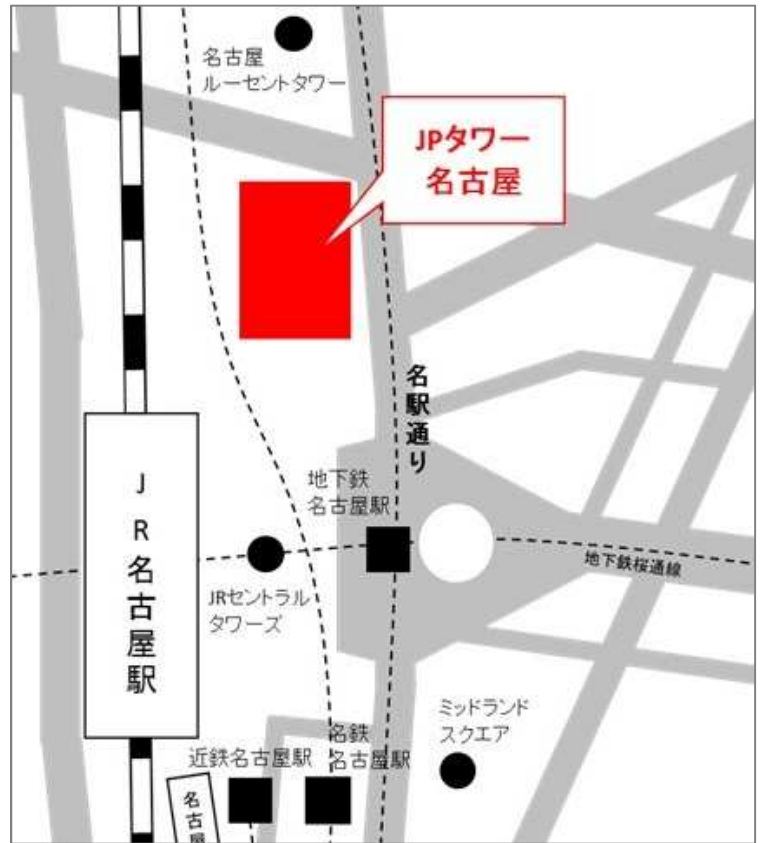 名古屋
ルーセントタワー
JPタワー
名古屋
名駅通り
地下鉄
名古屋駅
JR名古屋駅
地下鉄桜通線
JRセントラル
タワーズ
ミッドランド
スクエア
名鉄
名古屋駅
近鉄名古屋駅
名古屋